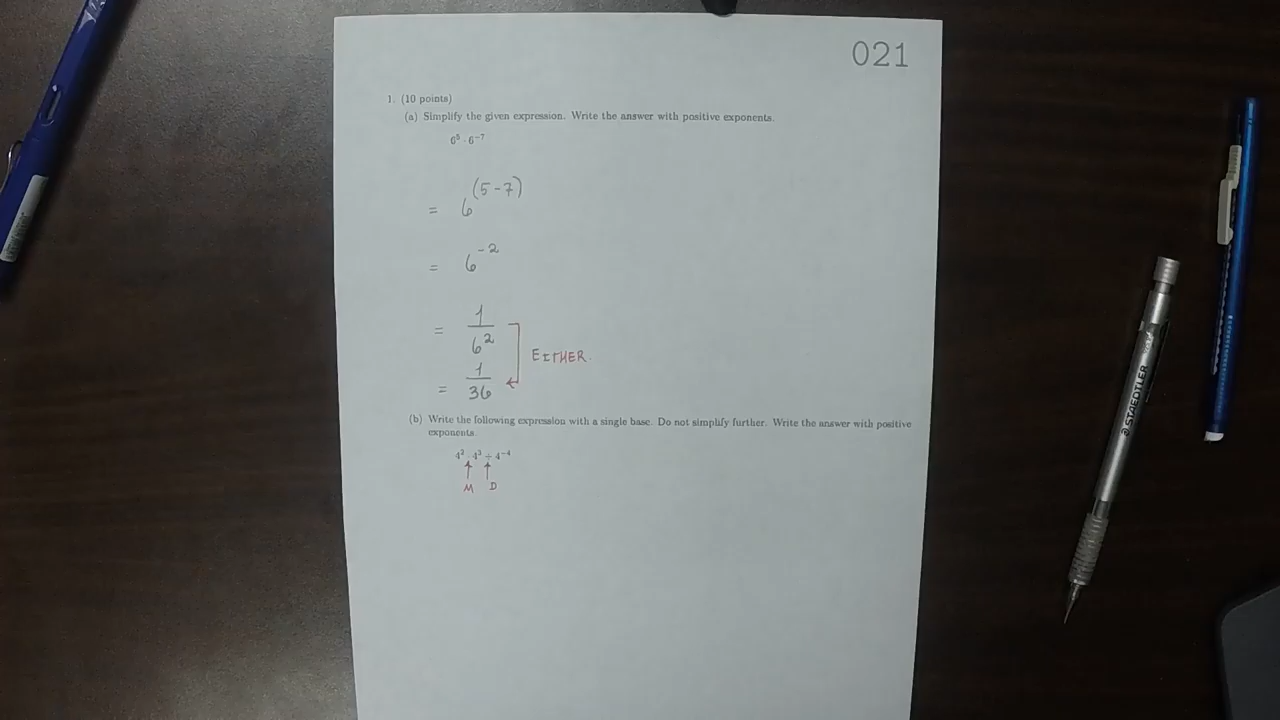 021
1. (10 points)
(a) Simplify the given expression. Write the answer with positive exponents.
6⁵ · 6⁻⁷
= 6⁽⁵⁻⁷⁾
= 6⁻²
= 1/6²
EITHER.
= 1/36
(b) Write the following expression with a single base. Do not simplify further. Write the answer with positive
exponents.
4² · 4³ ÷ 4⁻⁴
M D
STAEDTLER